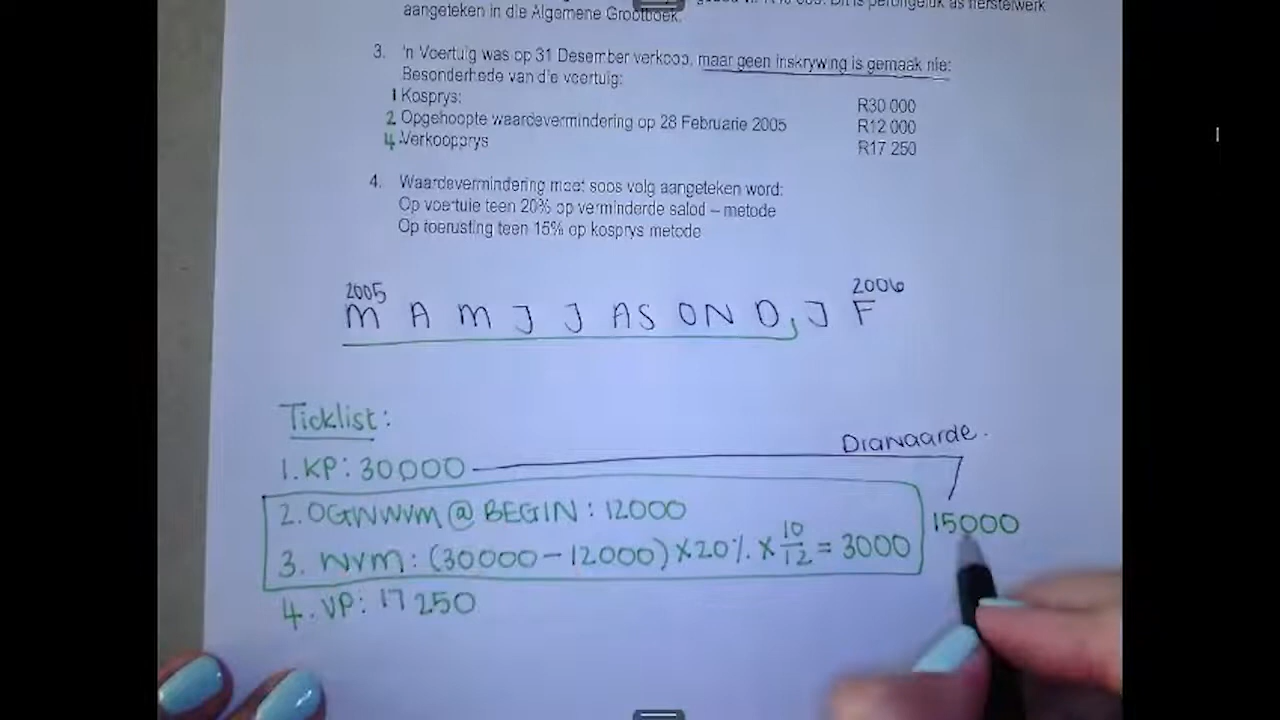 aangeteken in die Algemene Grootboek.
3. 'n Voertuig was op 31 Desember verkoop, maar geen inskrywing is gemaak nie:
Besonderhede van die voertuig:
1 Kosprys: R30 000
2 Opgehoopte waardevermindering op 28 Februarie 2005 R12 000
4 Verkoopprys R17 250
4. Waardevermindering moet soos volg aangeteken word:
Op voertuie teen 20% op verminderde salod – metode
Op toerusting teen 15% op kosprys metode
2005 2006
M A M J J A S O N D, J F
Ticklist:
Drawaarde.
1. KP: 30000
2. OGWWVM @ BEGIN : 12000
15000
3. WVM: (30000 - 12000) × 20% × 10/12 = 3000
4. VP: 17 250